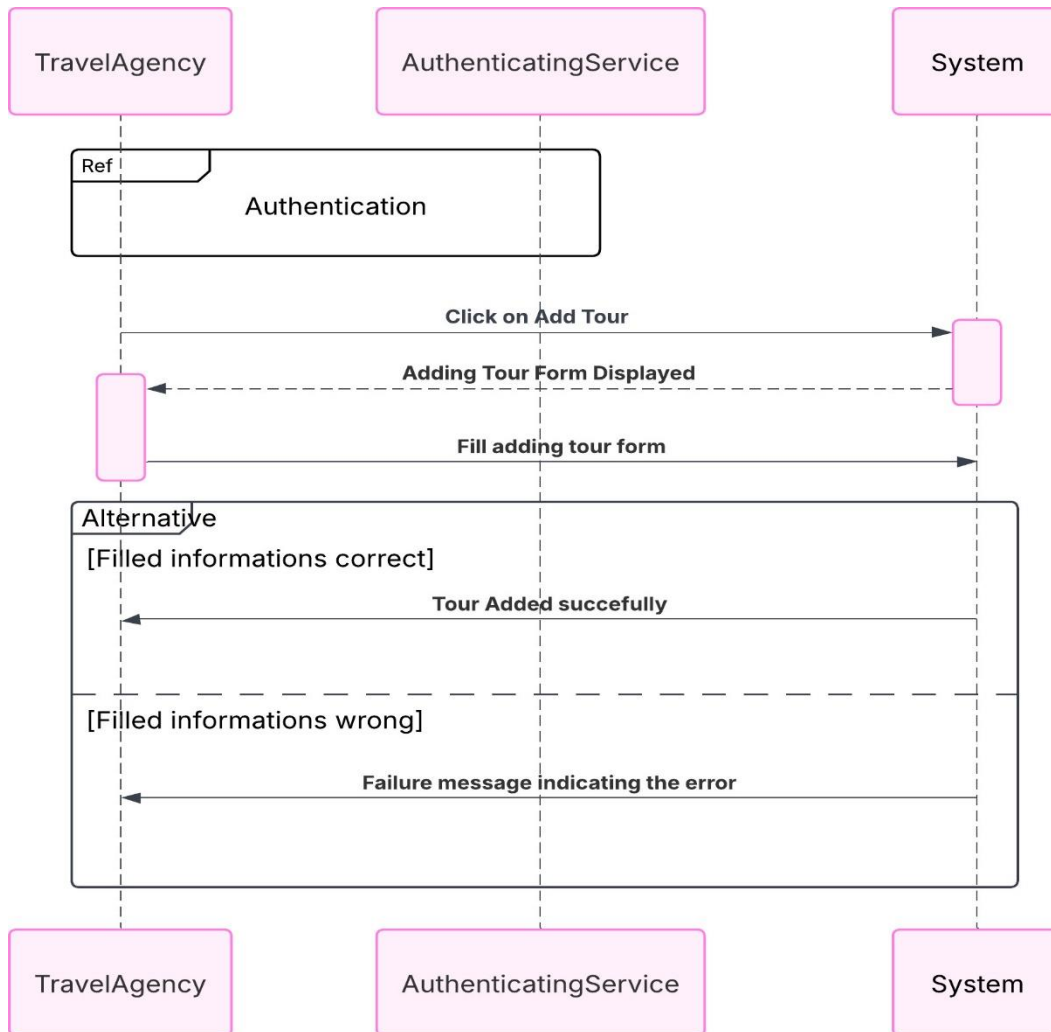 TravelAgency
AuthenticatingService
System
Ref
Authentication
Click on Add Tour
Adding Tour Form Displayed
Fill adding tour form
Alternative
[Filled informations correct]
Tour Added succefully
[Filled informations wrong]
Failure message indicating the error
TravelAgency
AuthenticatingService
System